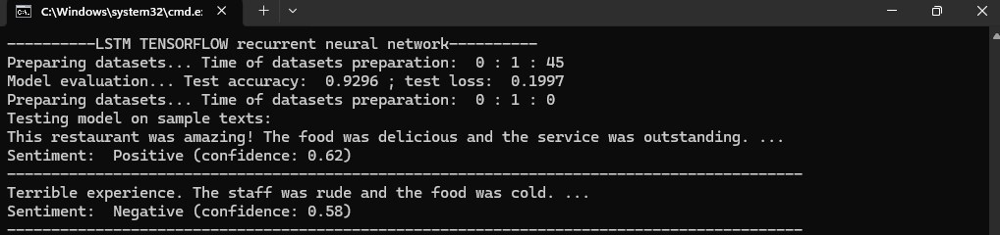 C:\Windows\system32\cmd.e:
----------LSTM TENSORFLOW recurrent neural network----------
Preparing datasets... Time of datasets preparation:  0 : 1 : 45
Model evaluation... Test accuracy:  0.9296 ; test loss:  0.1997
Preparing datasets... Time of datasets preparation:  0 : 1 : 0
Testing model on sample texts:
This restaurant was amazing! The food was delicious and the service was outstanding. ...
Sentiment:  Positive (confidence: 0.62)
------------------------------------------------------------------------------------------
Terrible experience. The staff was rude and the food was cold. ...
Sentiment:  Negative (confidence: 0.58)
------------------------------------------------------------------------------------------